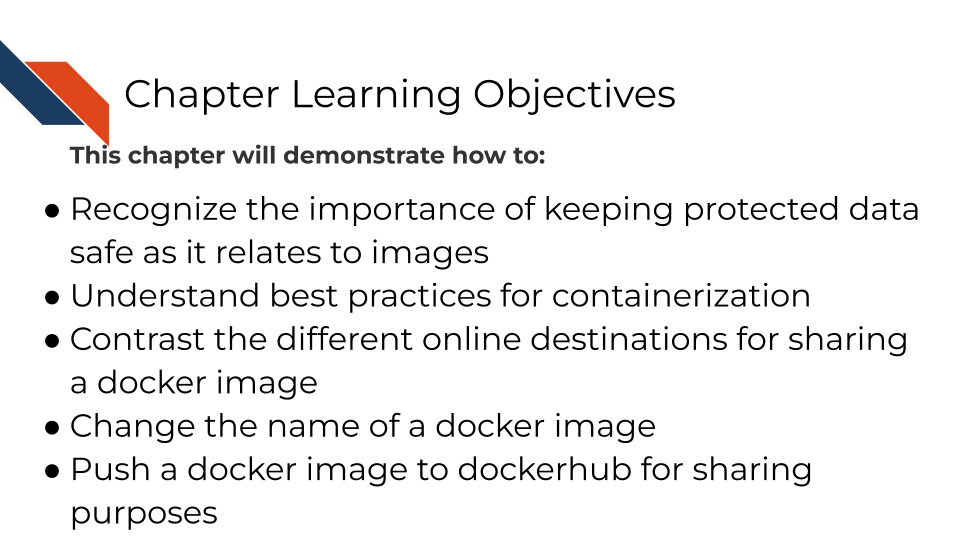 Chapter Learning Objectives
This chapter will demonstrate how to:
● Recognize the importance of keeping protected data
safe as it relates to images
● Understand best practices for containerization
● Contrast the different online destinations for sharing
a docker image
● Change the name of a docker image
● Push a docker image to dockerhub for sharing
purposes